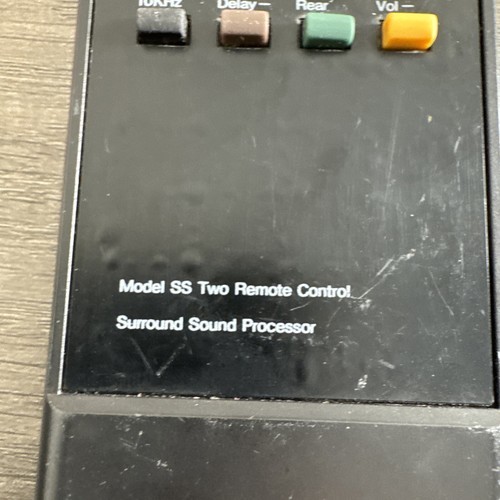 10KHz Delay— Rear Vol—
Model SS Two Remote Control
Surround Sound Processor